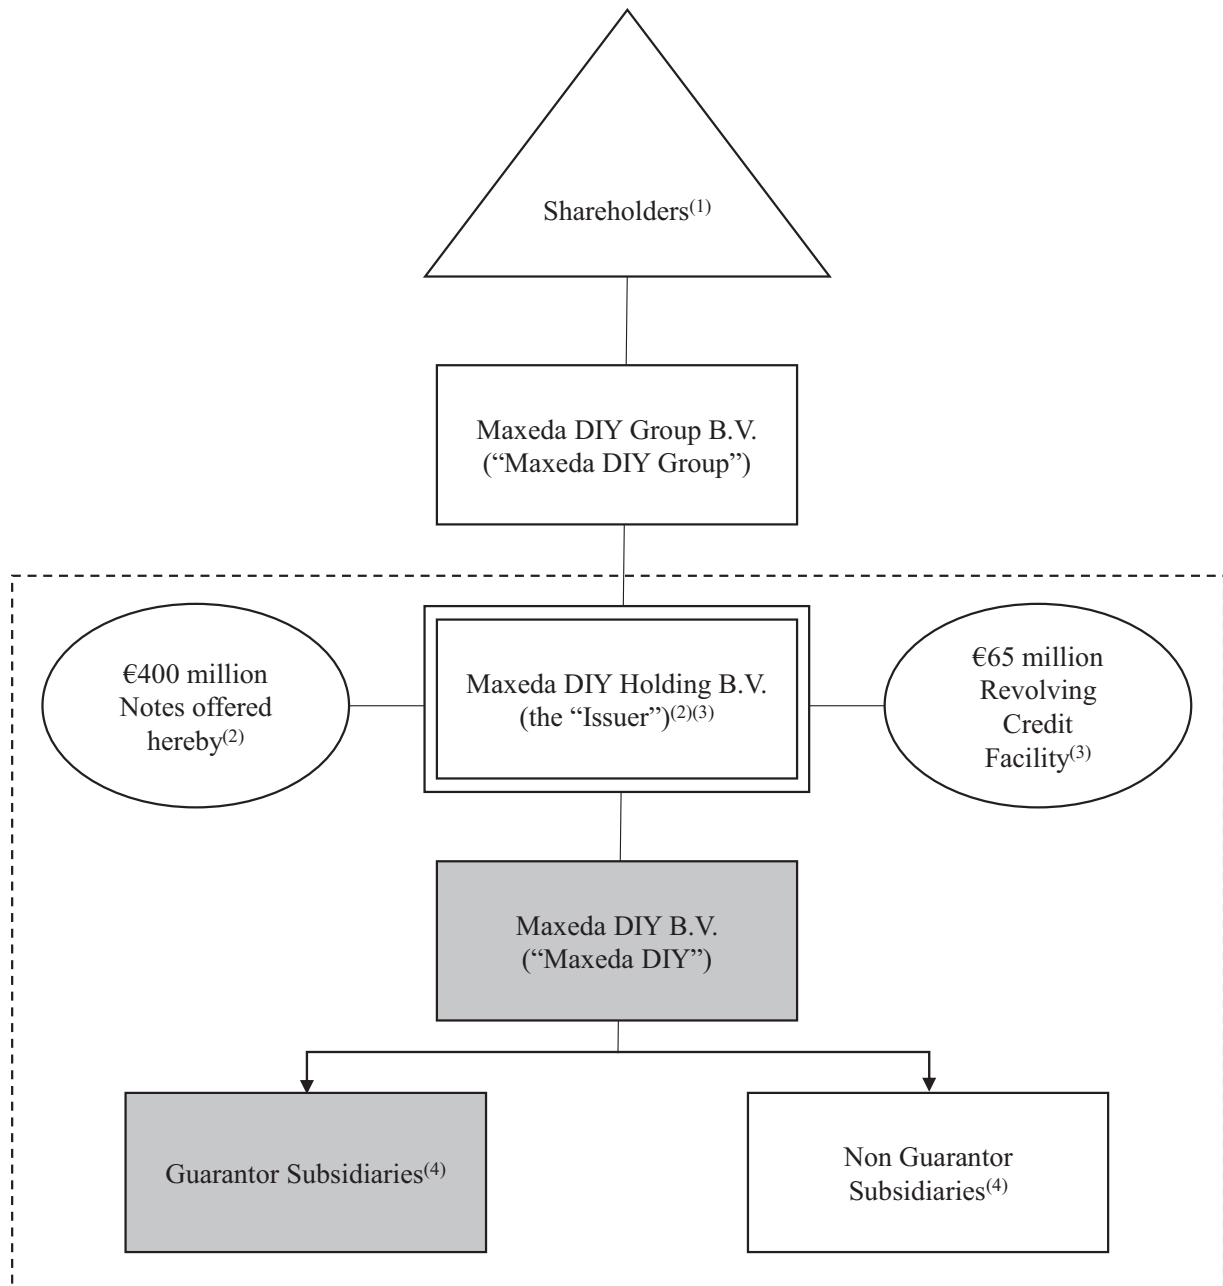 Shareholders(1)
Maxeda DIY Group B.V.
(“Maxeda DIY Group”)
€400 million
Notes offered
hereby(2)
Maxeda DIY Holding B.V.
(the “Issuer”)(2)(3)
€65 million
Revolving
Credit
Facility(3)
Maxeda DIY B.V.
(“Maxeda DIY”)
Guarantor Subsidiaries(4)
Non Guarantor
Subsidiaries(4)